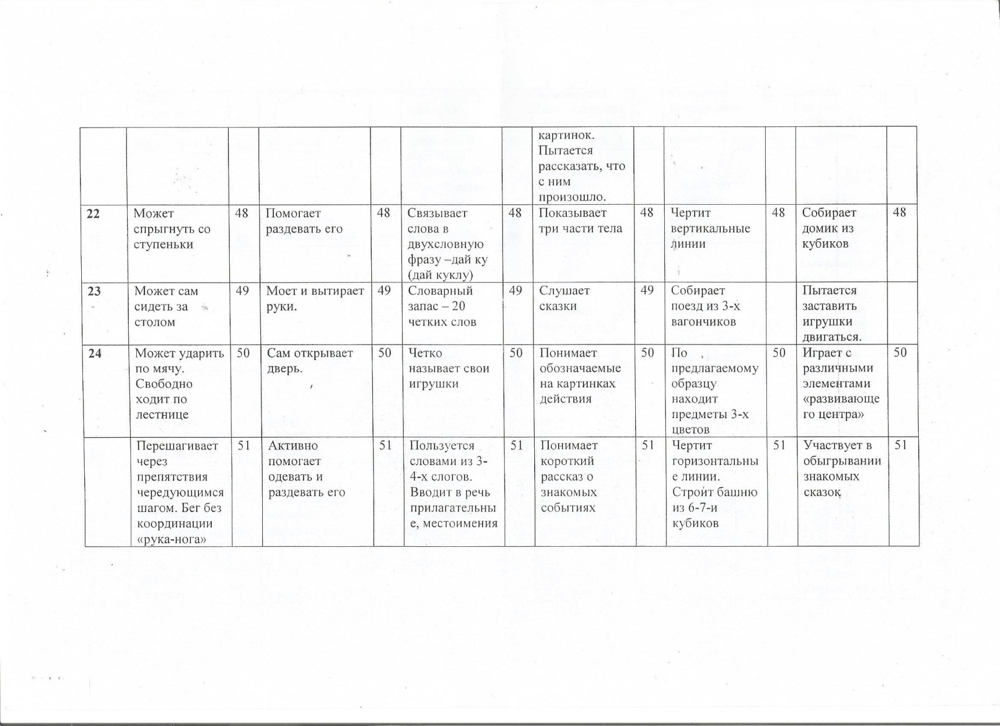 картинок.
Пытается
рассказать, что
с ним
произошло.
22
Может
спрыгнуть со
ступеньки
48
Помогает
раздевать его
48
Связывает
слова в
двухсловную
фразу –дай ку
(дай куклу)
48
Показывает
три части тела
48
Чертит
вертикальные
линии
48
Собирает
домик из
кубиков
48
23
Может сам
сидеть за
столом
49
Моет и вытирает
руки.
49
Словарный
запас – 20
четких слов
49
Слушает
сказки
49
Собирает
поезд из 3-х
вагончиков
Пытается
заставить
игрушки
двигаться.
24
Может ударить
по мячу.
Свободно
ходит по
лестнице
50
Сам открывает
дверь.
50
Четко
называет свои
игрушки
50
Понимает
обозначаемые
на картинках
действия
50
По
предлагаемому
образцу
находит
предметы 3-х
цветов
50
Играет с
различными
элементами
«развивающе
го центра»
50
Перешагивает
через
препятствия
чередующимся
шагом. Бег без
координации
«рука-нога»
51
Активно
помогает
одевать и
раздевать его
51
Пользуется
словами из 3-
4-х слогов.
Вводит в речь
прилагательны
е, местоимения
51
Понимает
короткий
рассказ о
знакомых
событиях
51
Чертит
горизонтальны
е линии.
Строит башню
из 6-7-и
кубиков
51
Участвует в
обыгрывании
знакомых
сказок
51